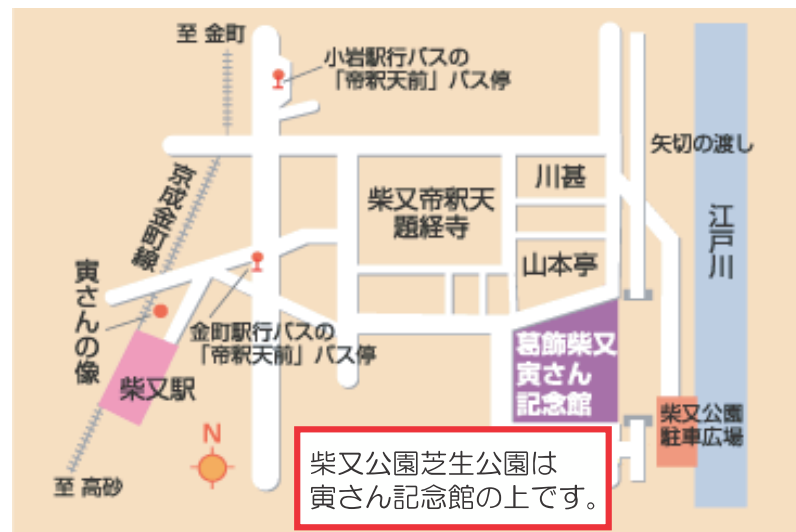 至 金町
小岩駅行バスの
「帝釈天前」バス停
矢切の渡し
京成金町線
柴又帝釈天
題経寺
川甚
江戸川
山本亭
寅さんの像
金町駅行バスの
「帝釈天前」バス停
葛飾柴又
寅さん
記念館
柴又駅
柴又公園
駐車広場
N
至 高砂
柴又公園芝生公園は
寅さん記念館の上です。